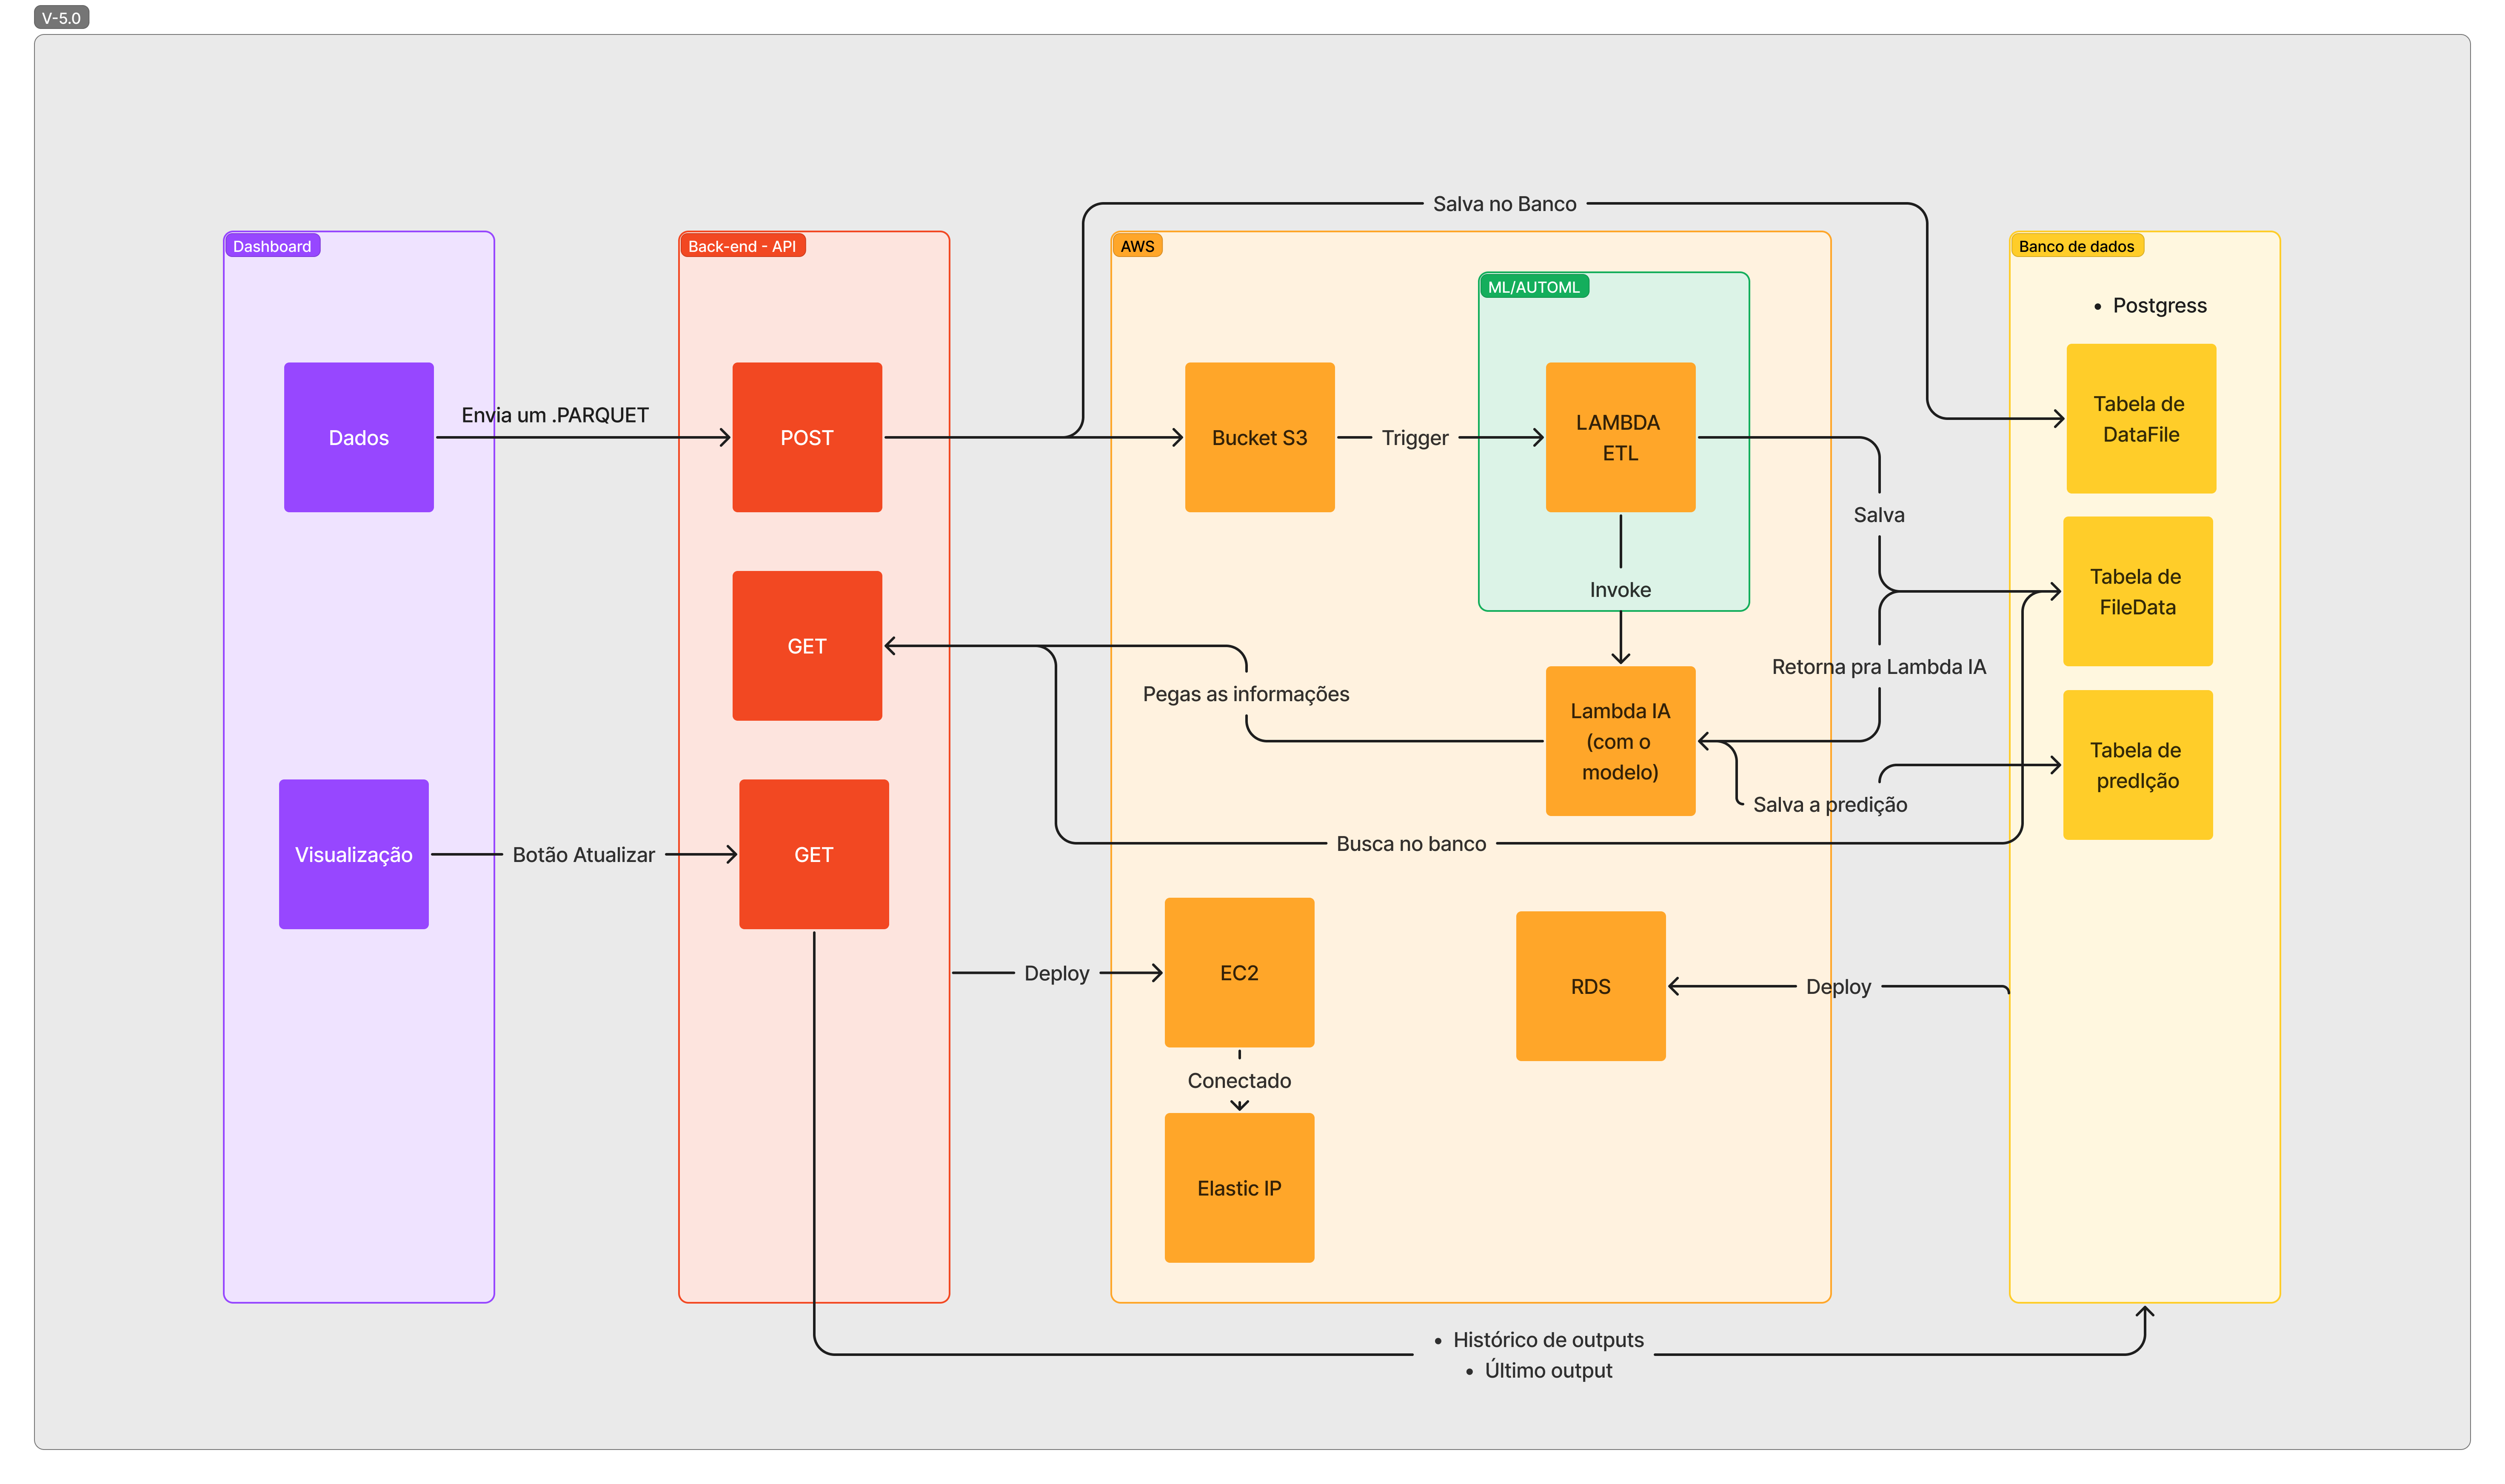 V-5.0
Salva no Banco
Dashboard
Back-end - API
AWS
Banco de dados
ML/AUTOML
• Postgress
Dados
Envia um .PARQUET
POST
Bucket S3
Trigger
LAMBDA
ETL
Tabela de
DataFile
Salva
Invoke
Tabela de
FileData
GET
Pegas as informações
Retorna pra Lambda IA
Lambda IA
(com o
modelo)
Tabela de
predIção
Salva a predição
Busca no banco
Visualização
Botão Atualizar
GET
Deploy
EC2
RDS
Deploy
Conectado
Elastic IP
• Histórico de outputs
• Último output